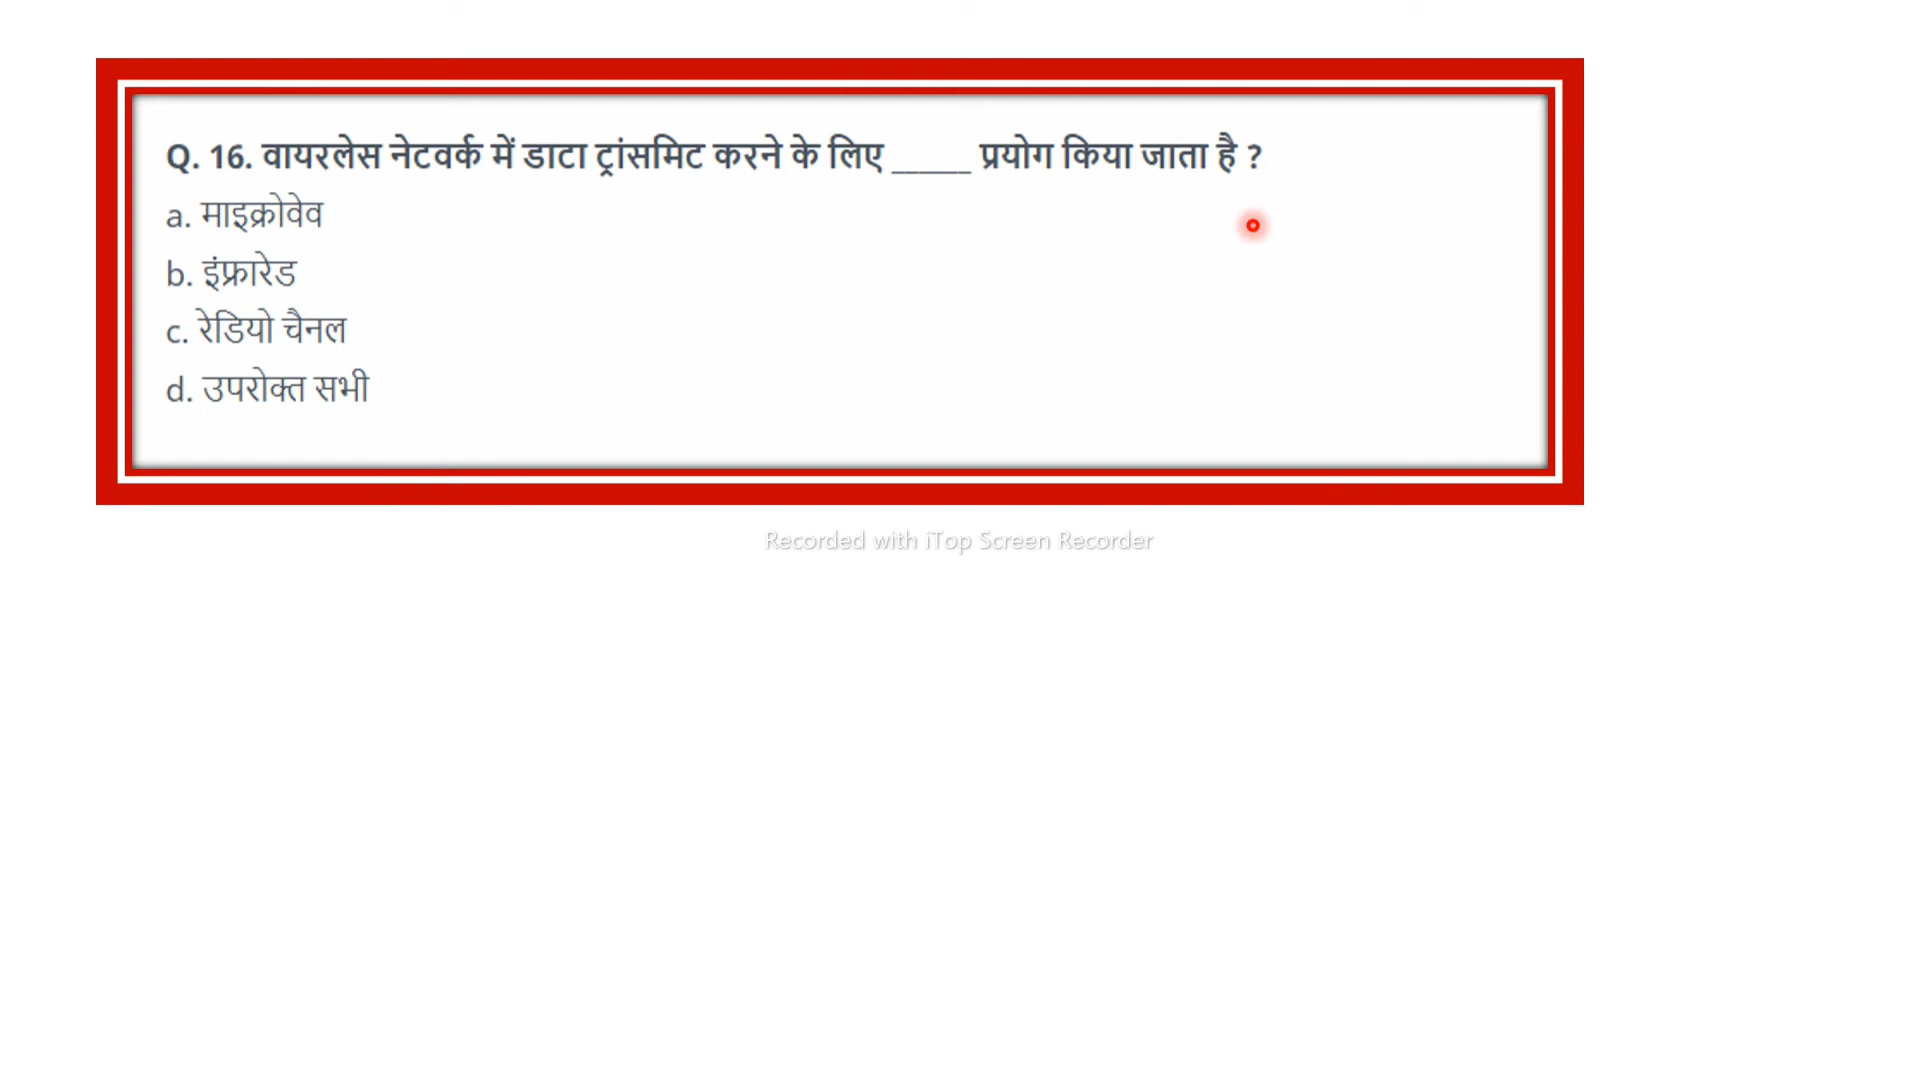 Q. 16. वायरलेस नेटवर्क में डाटा ट्रांसमिट करने के लिए _____ प्रयोग किया जाता है ?
a. माइक्रोवेव
b. इंफ्रारेड
c. रेडियो चैनल
d. उपरोक्त सभी
Recorded with iTop Screen Recorder